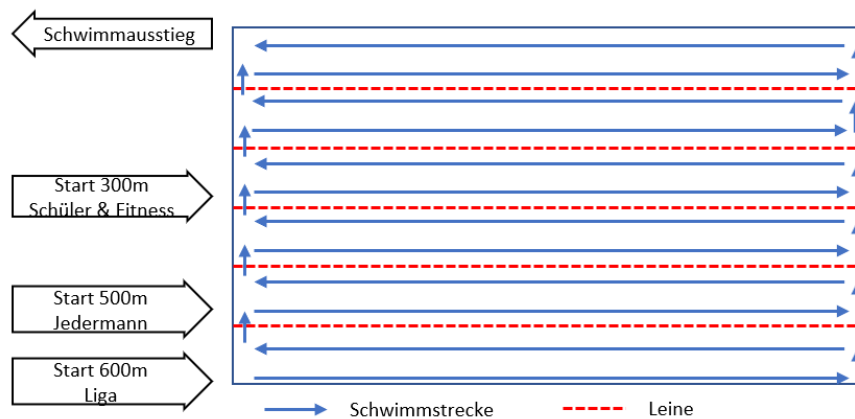 Schwimmausstieg
Start 300m
Schüler & Fitness
Start 500m
Jedermann
Start 600m
Liga
Schwimmstrecke
Leine